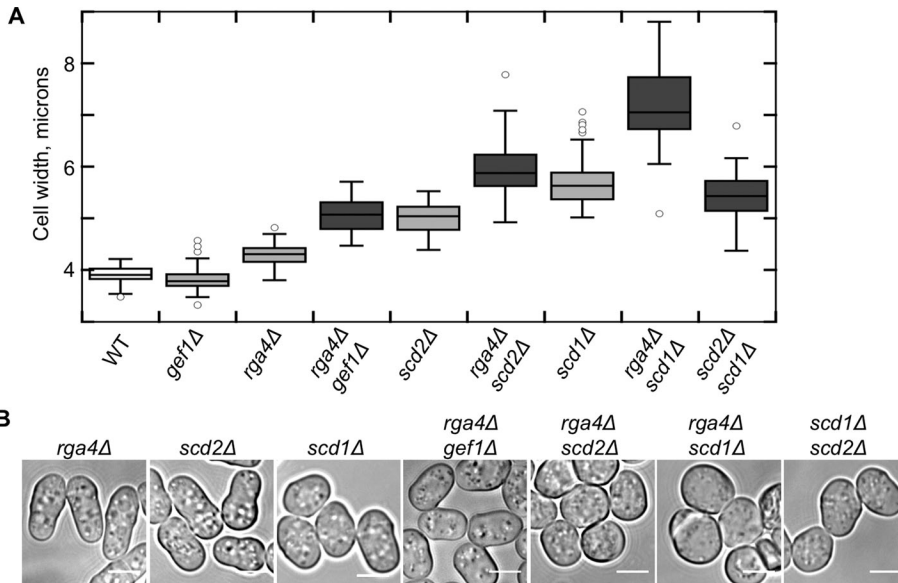 A
Cell width, microns
8
6
4
WT
gef1Δ
rga4Δ
rga4Δ
gef1Δ
scd2Δ
rga4Δ
scd2Δ
scd1Δ
rga4Δ
scd1Δ
scd2Δ
scd1Δ
B
rga4Δ
scd2Δ
scd1Δ
rga4Δ
gef1Δ
rga4Δ
scd2Δ
rga4Δ
scd1Δ
scd1Δ
scd2Δ